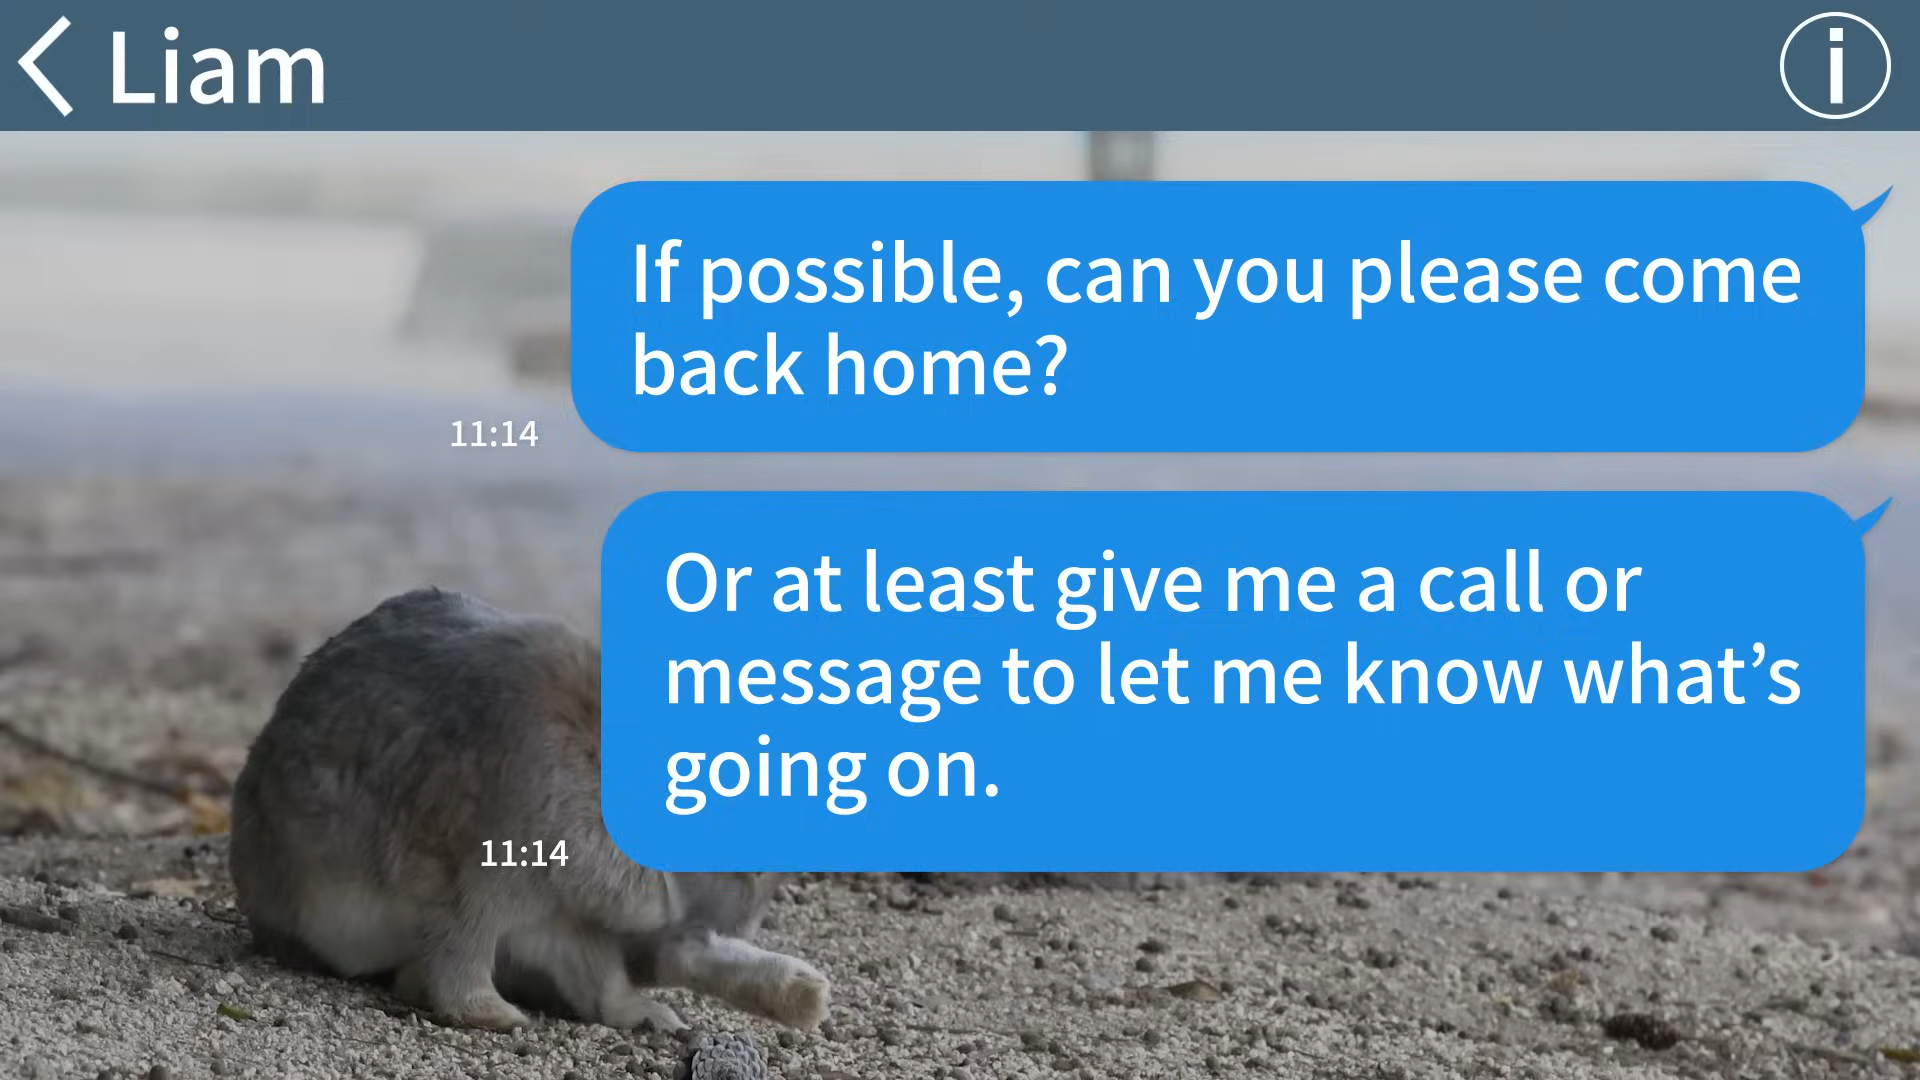 Liam
If possible, can you please come
back home?
11:14
Or at least give me a call or
message to let me know what’s
going on.
11:14